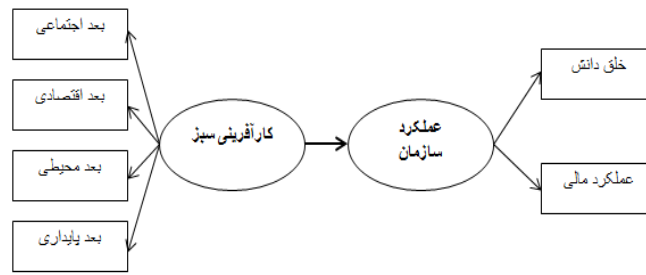 بعد اجتماعی
بعد اقتصادی
بعد محیطی
بعد پایداری
کارآفرینی سبز
عملکرد
سازمان
خلق دانش
عملکرد مالی